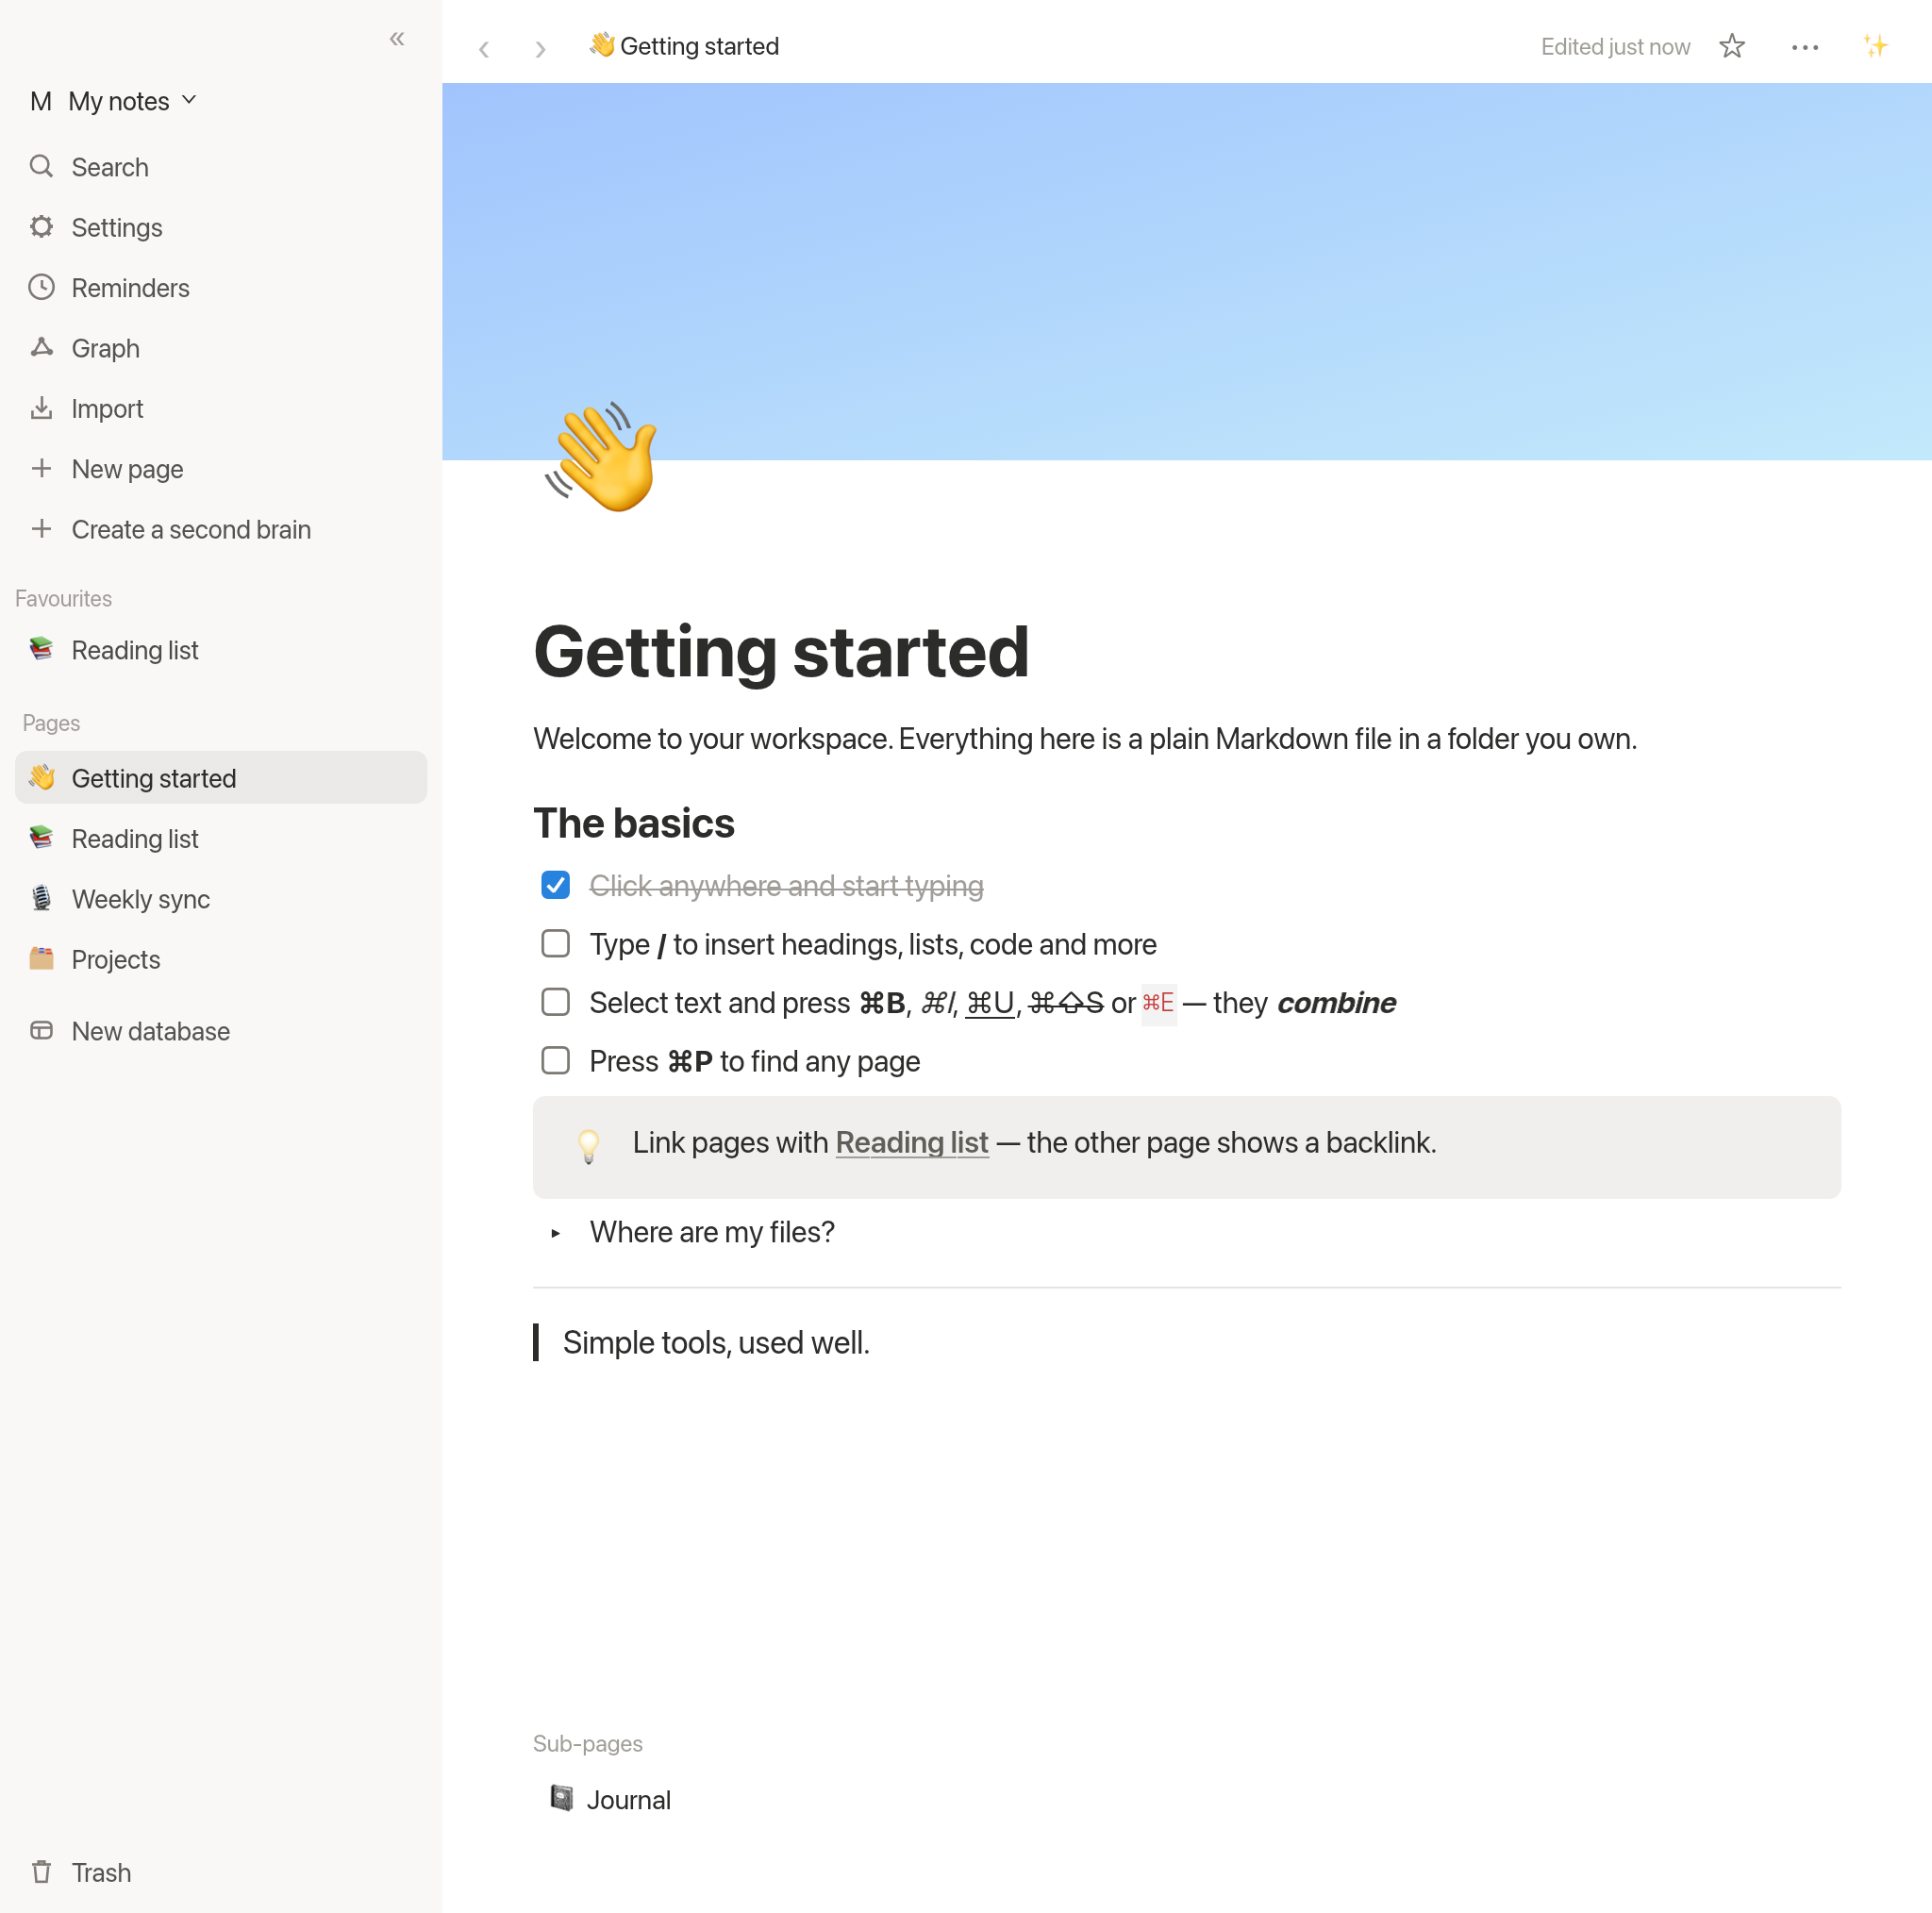 «
M My notes
Search
Settings
Reminders
Graph
Import
New page
Create a second brain
Favourites
Reading list
Pages
Getting started
Reading list
Weekly sync
Projects
New database
Trash
‹ › 👋 Getting started
Edited just now
Getting started
Welcome to your workspace. Everything here is a plain Markdown file in a folder you own.
The basics
Click anywhere and start typing
Type / to insert headings, lists, code and more
Select text and press ⌘B, ⌘I, ⌘U, ⌘⇧S or ⌘E — they combine
Press ⌘P to find any page
Link pages with Reading list — the other page shows a backlink.
Where are my files?
Simple tools, used well.
Sub-pages
Journal